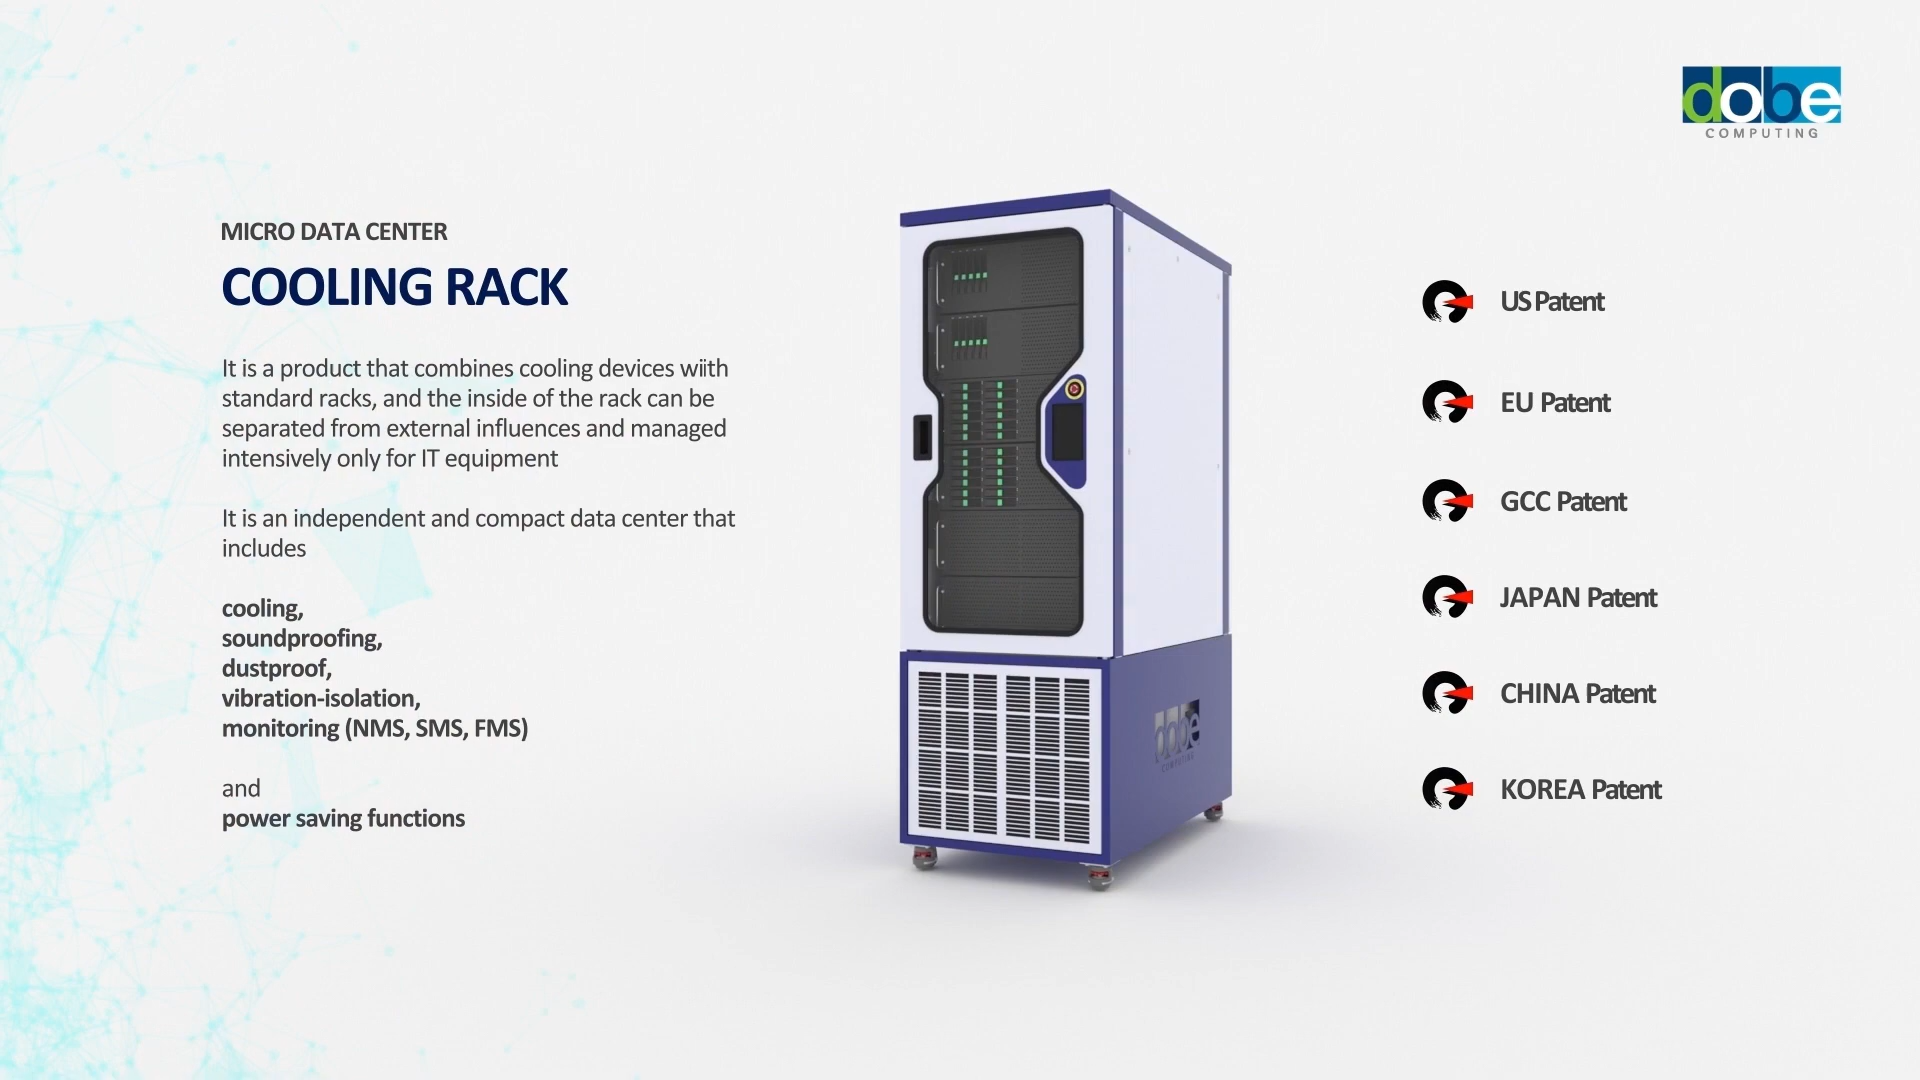 dobe
COMPUTING
MICRO DATA CENTER
COOLING RACK
It is a product that combines cooling devices wiith
standard racks, and the inside of the rack can be
separated from external influences and managed
intensively only for IT equipment
It is an independent and compact data center that
includes
cooling,
soundproofing,
dustproof,
vibration-isolation,
monitoring (NMS, SMS, FMS)
and
power saving functions
dobe
COMPUTING
US Patent
EU Patent
GCC Patent
JAPAN Patent
CHINA Patent
KOREA Patent